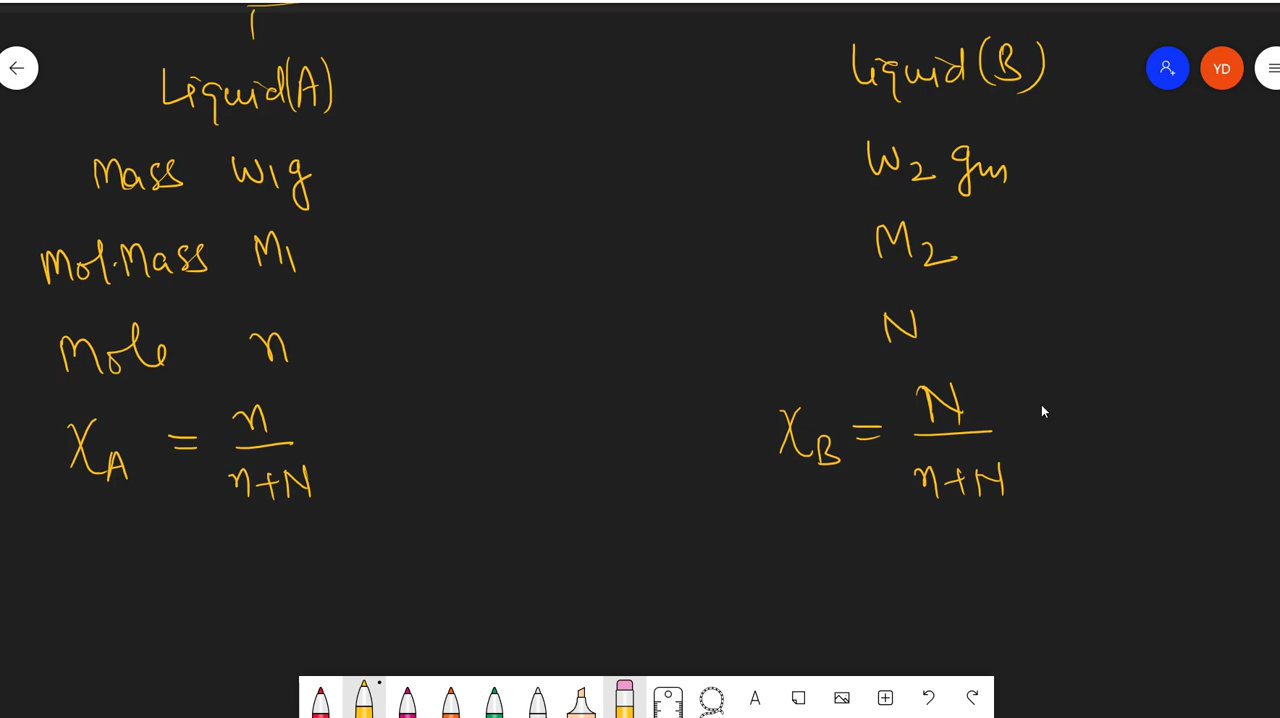 Liquid(A) Liquid(B)
YD
Mass W1g W2 gm
Mol.Mass M1 M2
Mole n N
XA = n/n+N XB = N/n+N
A